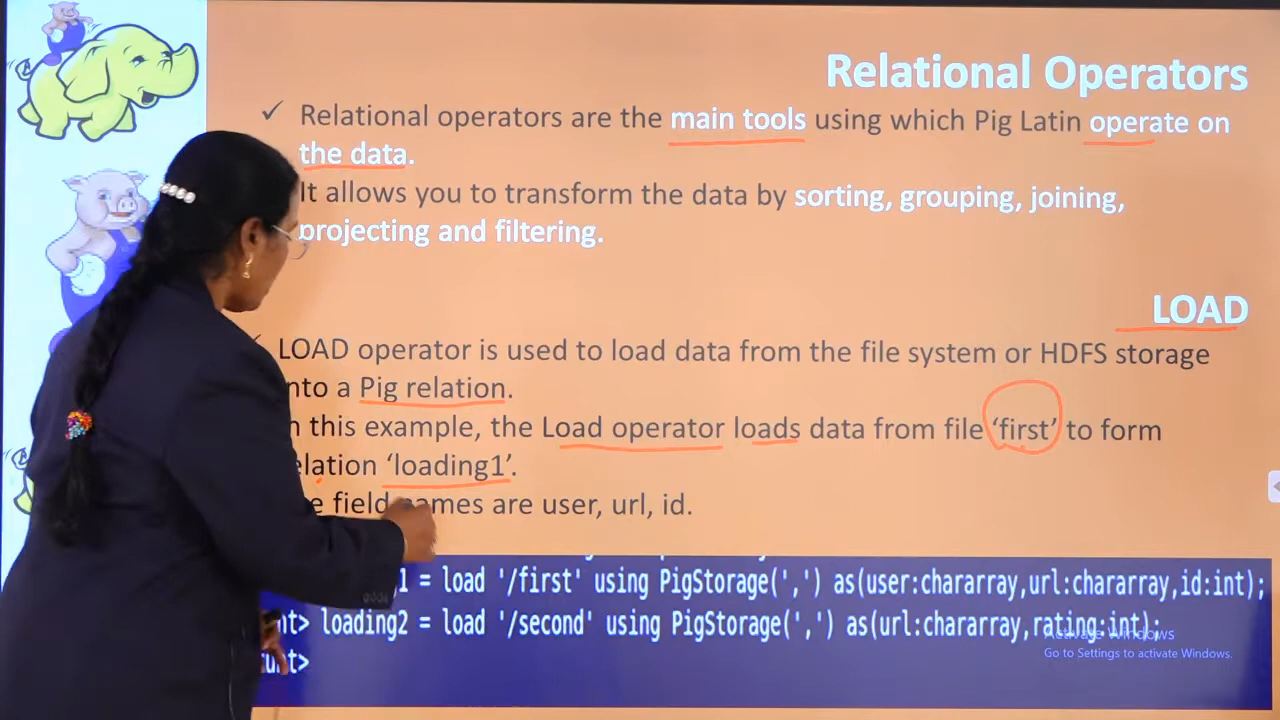 Relational Operators
✓ Relational operators are the main tools using which Pig Latin operate on
the data.
It allows you to transform the data by sorting, grouping, joining,
projecting and filtering.
LOAD
LOAD operator is used to load data from the file system or HDFS storage
into a Pig relation.
this example, the Load operator loads data from file ‘first’ to form
relation ‘loading1’.
field names are user, url, id.
= load '/first' using PigStorage(',') as(user:chararray,url:chararray,id:int);
loading2 = load '/second' using PigStorage(',') as(url:chararray,rating:int);
Activate Windows
Go to Settings to activate Windows.